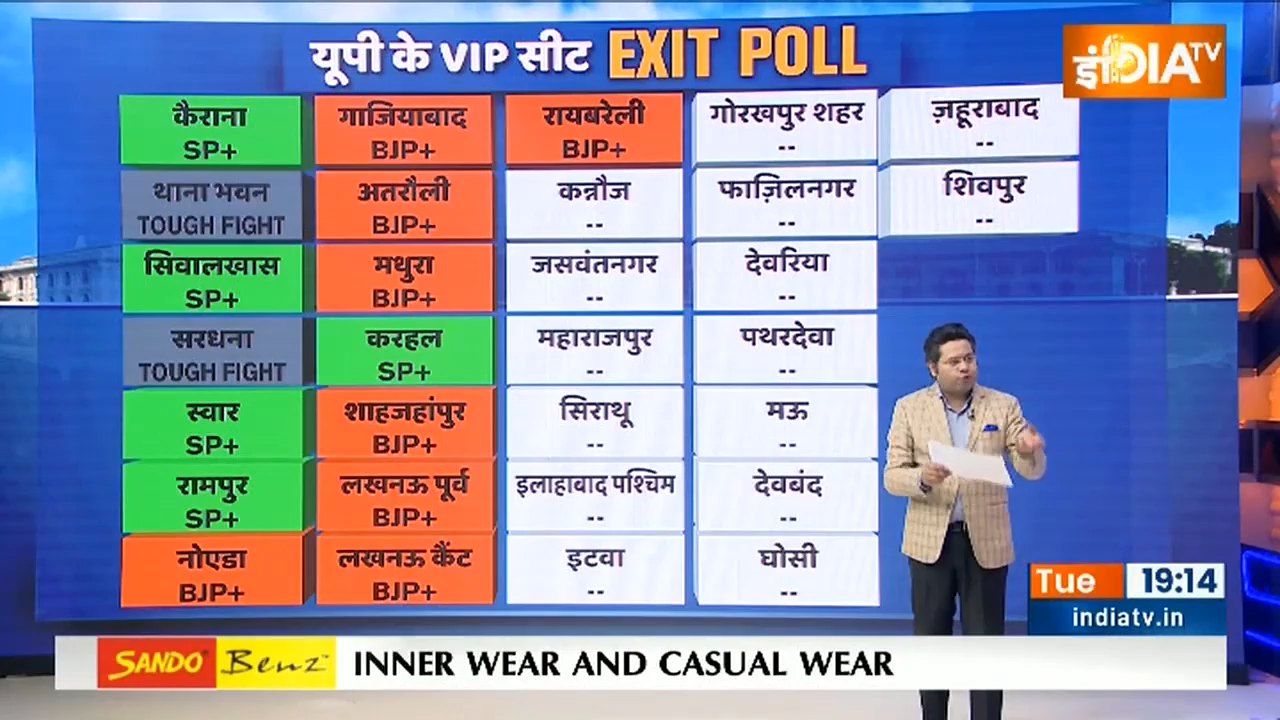 यूपी के VIP सीट EXIT POLL
इंDIA TV
कैराना
SP+
थाना भवन
TOUGH FIGHT
सिवालखास
SP+
सरधना
TOUGH FIGHT
स्वार
SP+
रामपुर
SP+
नोएडा
BJP+
गाजियाबाद
BJP+
अतरौली
BJP+
मथुरा
BJP+
करहल
SP+
शाहजहांपुर
BJP+
लखनऊ पूर्व
BJP+
लखनऊ कैंट
BJP+
रायबरेली
BJP+
कन्नौज
--
जसवंतनगर
--
महाराजपुर
--
सिराथू
--
इलाहाबाद पश्चिम
--
इटवा
--
गोरखपुर शहर
--
फाज़िलनगर
--
देवरिया
--
पथरदेवा
--
मऊ
--
देवबंद
--
घोसी
--
ज़हूराबाद
--
शिवपुर
--
Tue 19:14
indiatv.in
SANDO Benz INNER WEAR AND CASUAL WEAR